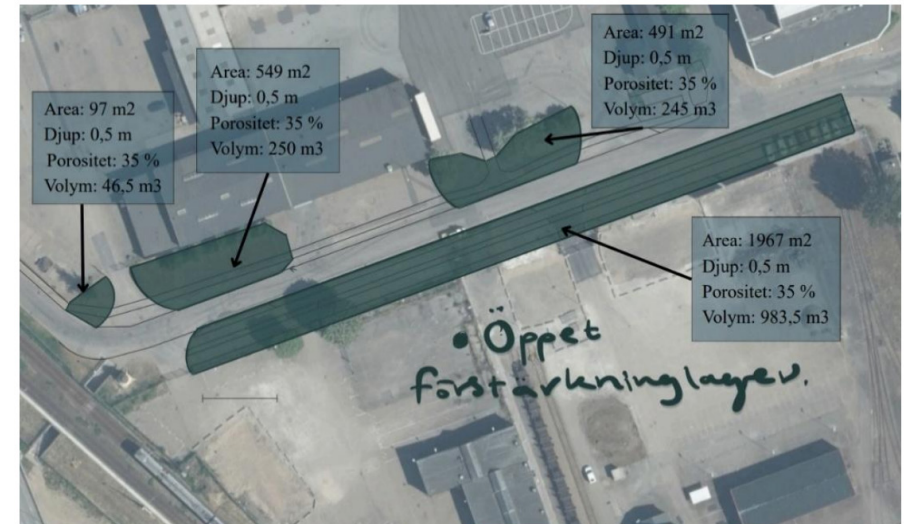 Area: 97 m2
Djup: 0,5 m
Porositet: 35 %
Volym: 46,5 m3
Area: 549 m2
Djup: 0,5 m
Porositet: 35 %
Volym: 250 m3
Area: 491 m2
Djup: 0,5 m
Porositet: 35 %
Volym: 245 m3
Area: 1967 m2
Djup: 0,5 m
Porositet: 35 %
Volym: 983,5 m3
• Öppet
förstärkninglager.